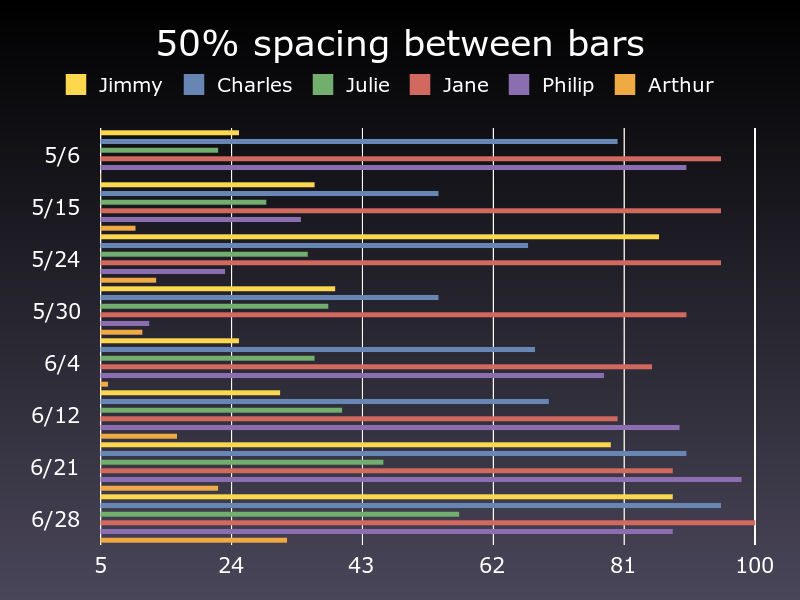 50% spacing between bars
Jimmy Charles Julie Jane Philip Arthur
5/6
5/15
5/24
5/30
6/4
6/12
6/21
6/28
5 24 43 62 81 100